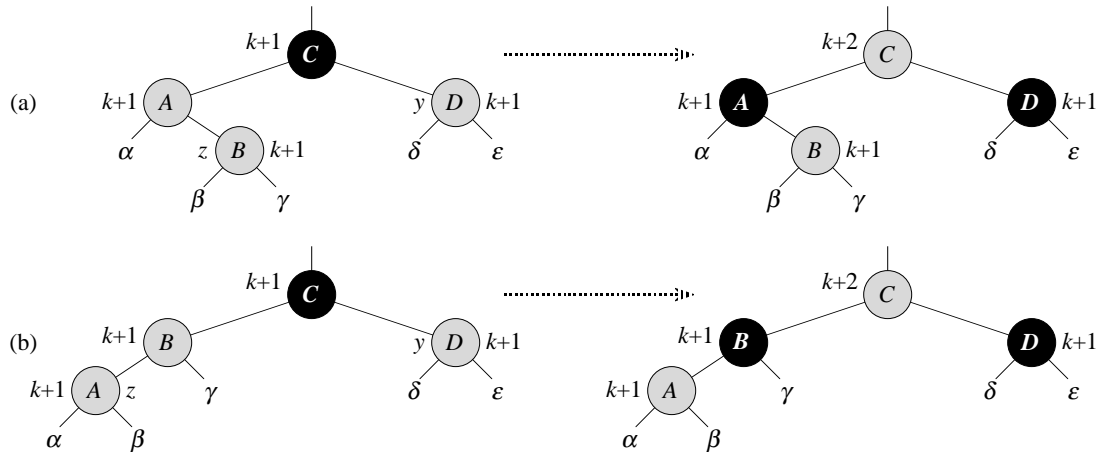 k+1 C k+2 C
(a) k+1 A y D k+1 k+1 A D k+1
α z B k+1 δ ε α B k+1 δ ε
β γ β γ
k+1 C k+2 C
(b) k+1 B y D k+1 k+1 B D k+1
k+1 A z γ δ ε k+1 A γ δ ε
α β α β